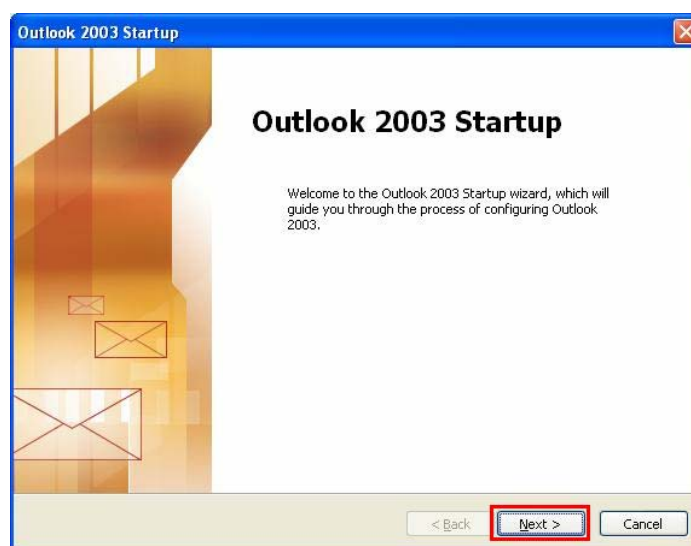 Outlook 2003 Startup
Outlook 2003 Startup
Welcome to the Outlook 2003 Startup wizard, which will
guide you through the process of configuring Outlook
2003.
< Back Next > Cancel